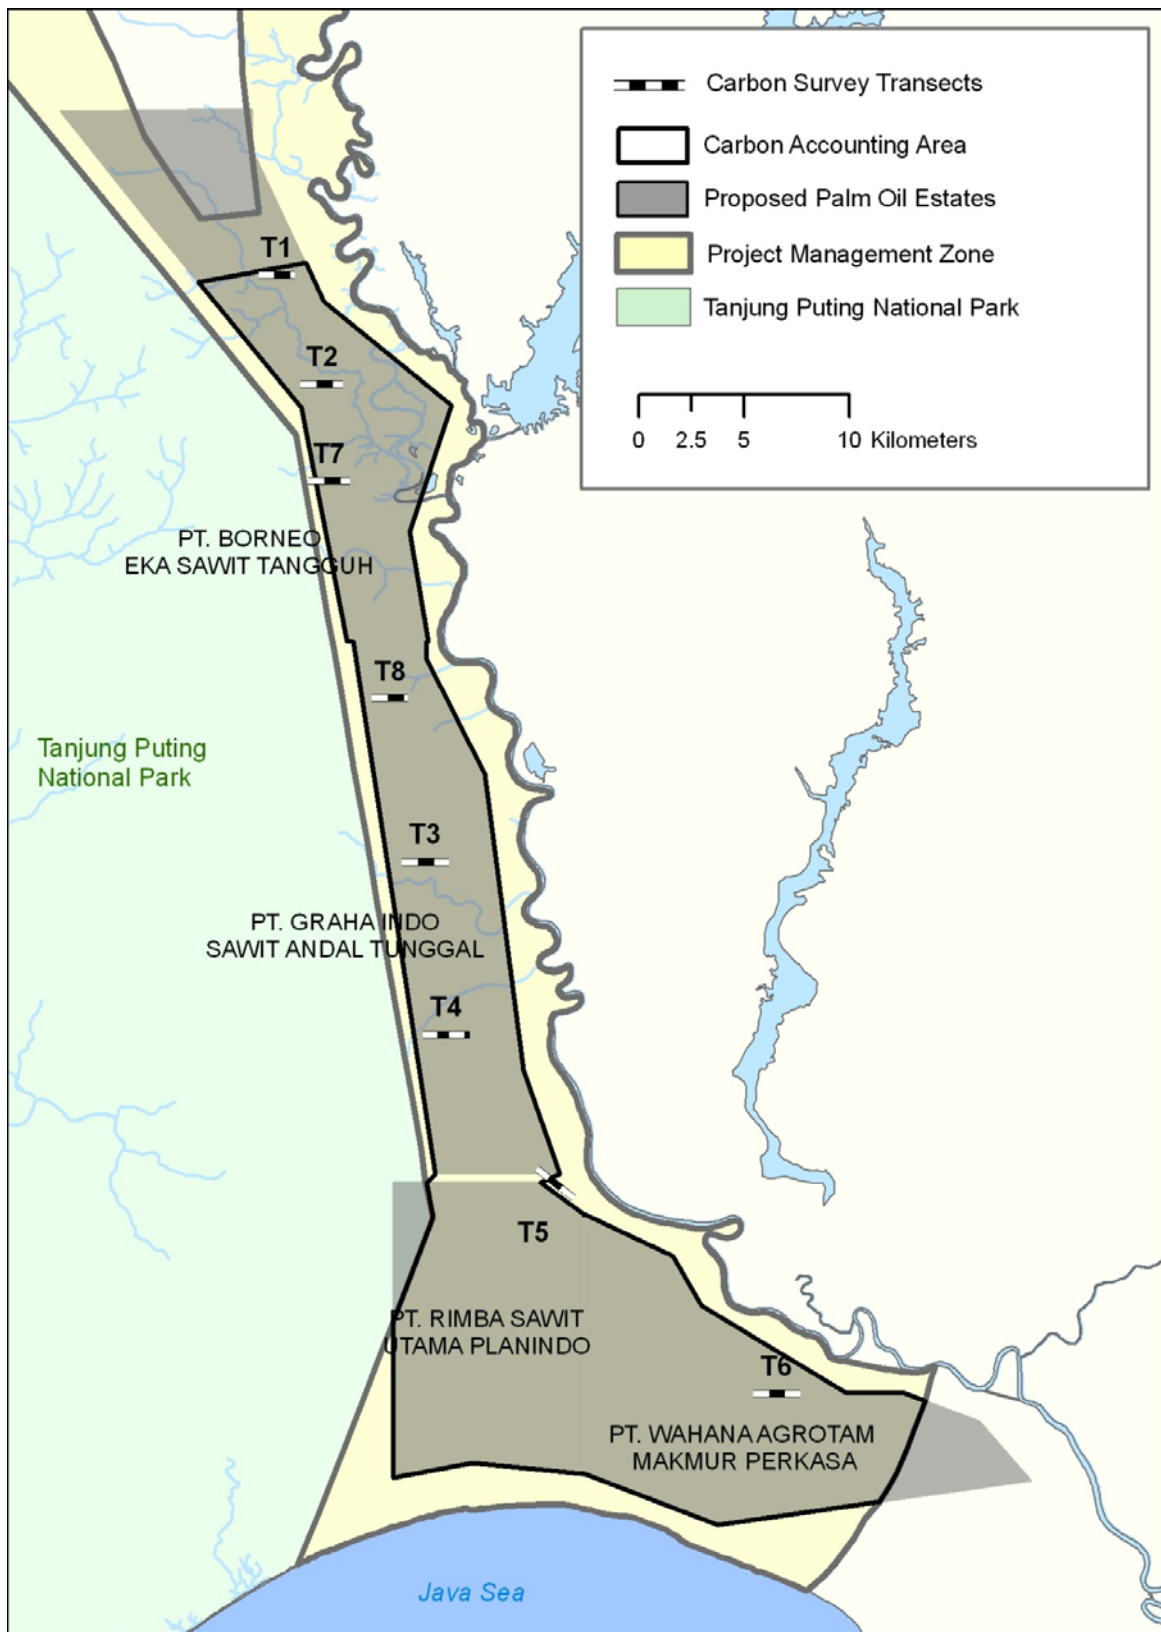 Carbon Survey Transects
Carbon Accounting Area
Proposed Palm Oil Estates
Project Management Zone
Tanjung Puting National Park
0 2.5 5 10 Kilometers
T1
T2
T7
PT. BORNEO
EKA SAWIT TANGGUH
T8
Tanjung Puting
National Park
T3
PT. GRAHA INDO
SAWIT ANDAL TUNGGAL
T4
T5
PT. RIMBA SAWIT
UTAMA PLANINDO
T6
PT. WAHANA AGROTAM
MAKMUR PERKASA
Java Sea